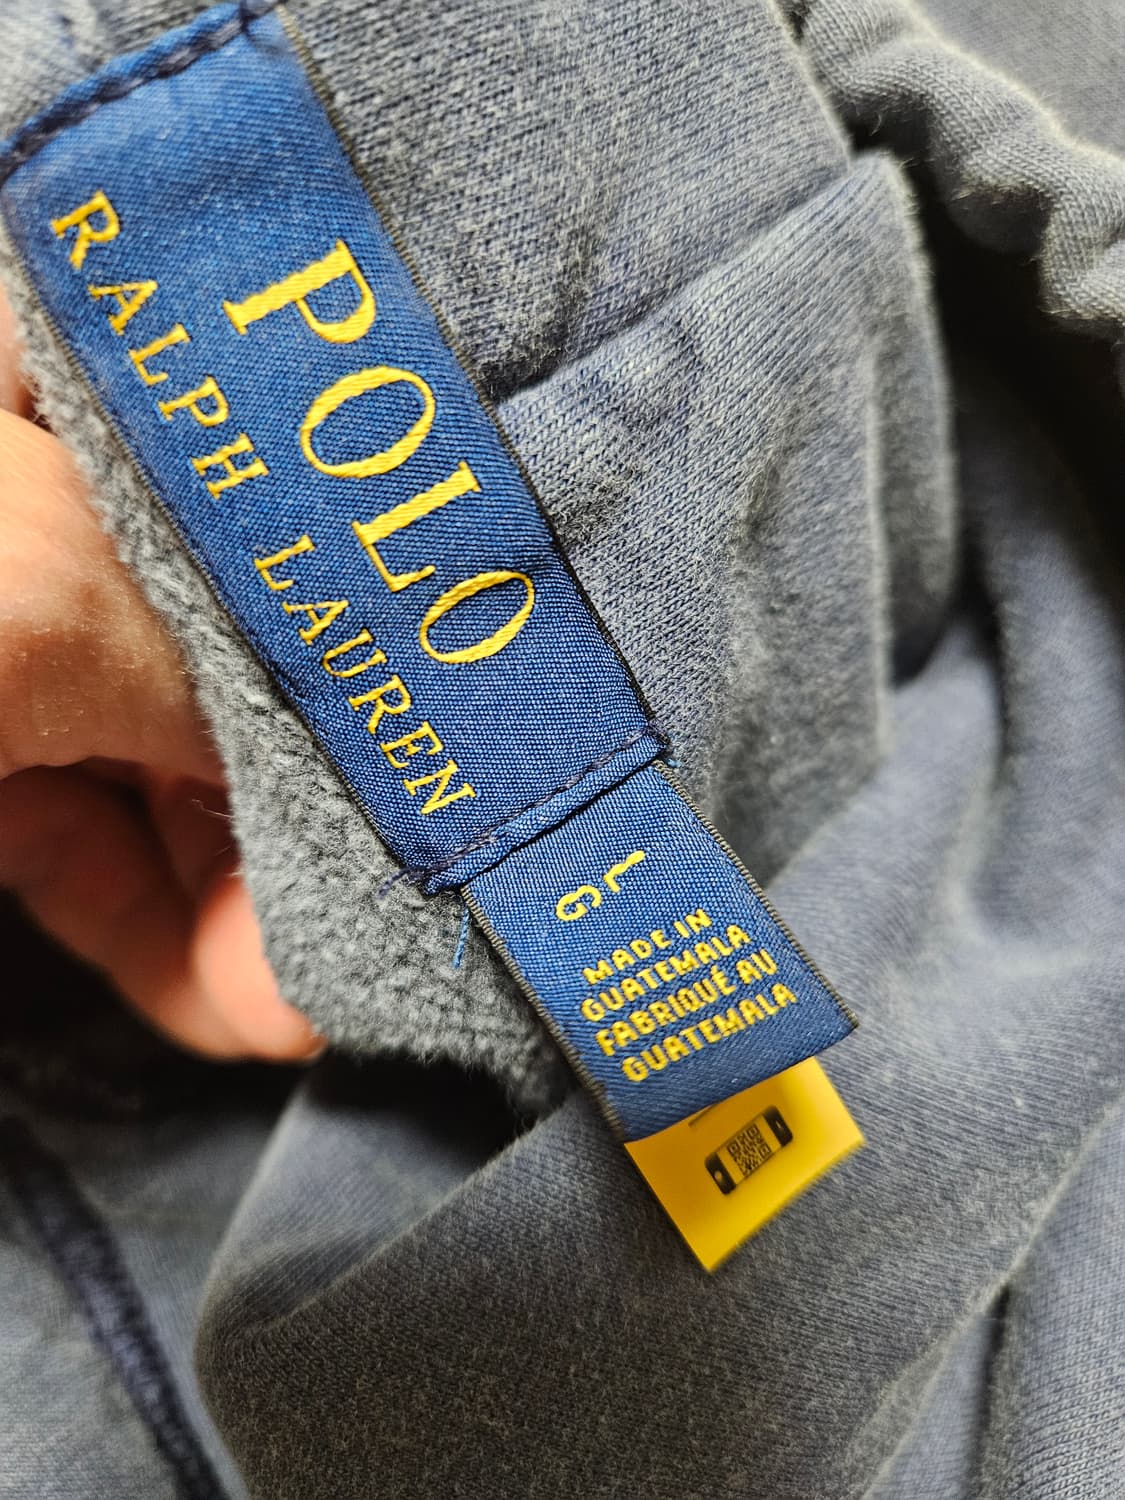 POLO
RALPH LAUREN
L
G
MADE IN
GUATEMALA
FABRIQUÉ AU
GUATEMALA